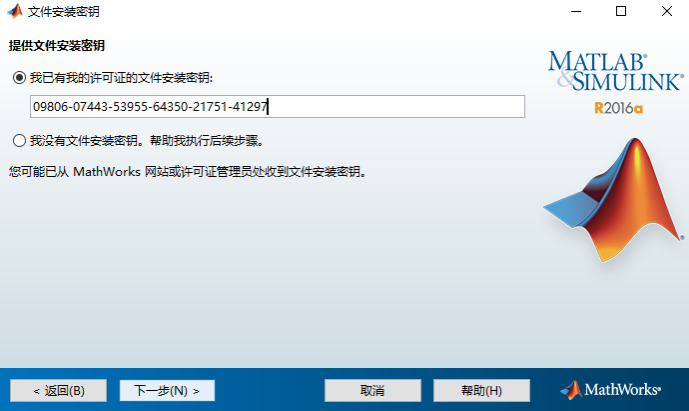 文件安装密钥
提供文件安装密钥
我已有我的许可证的文件安装密钥:
09806-07443-53955-64350-21751-41297
我没有文件安装密钥。帮助我执行后续步骤。
您可能已从 MathWorks 网站或许可证管理员处收到文件安装密钥。
MATLAB®
&SIMULINK®
R2016a
®
< 返回(B)
下一步(N) >
取消
帮助(H)
MathWorks®